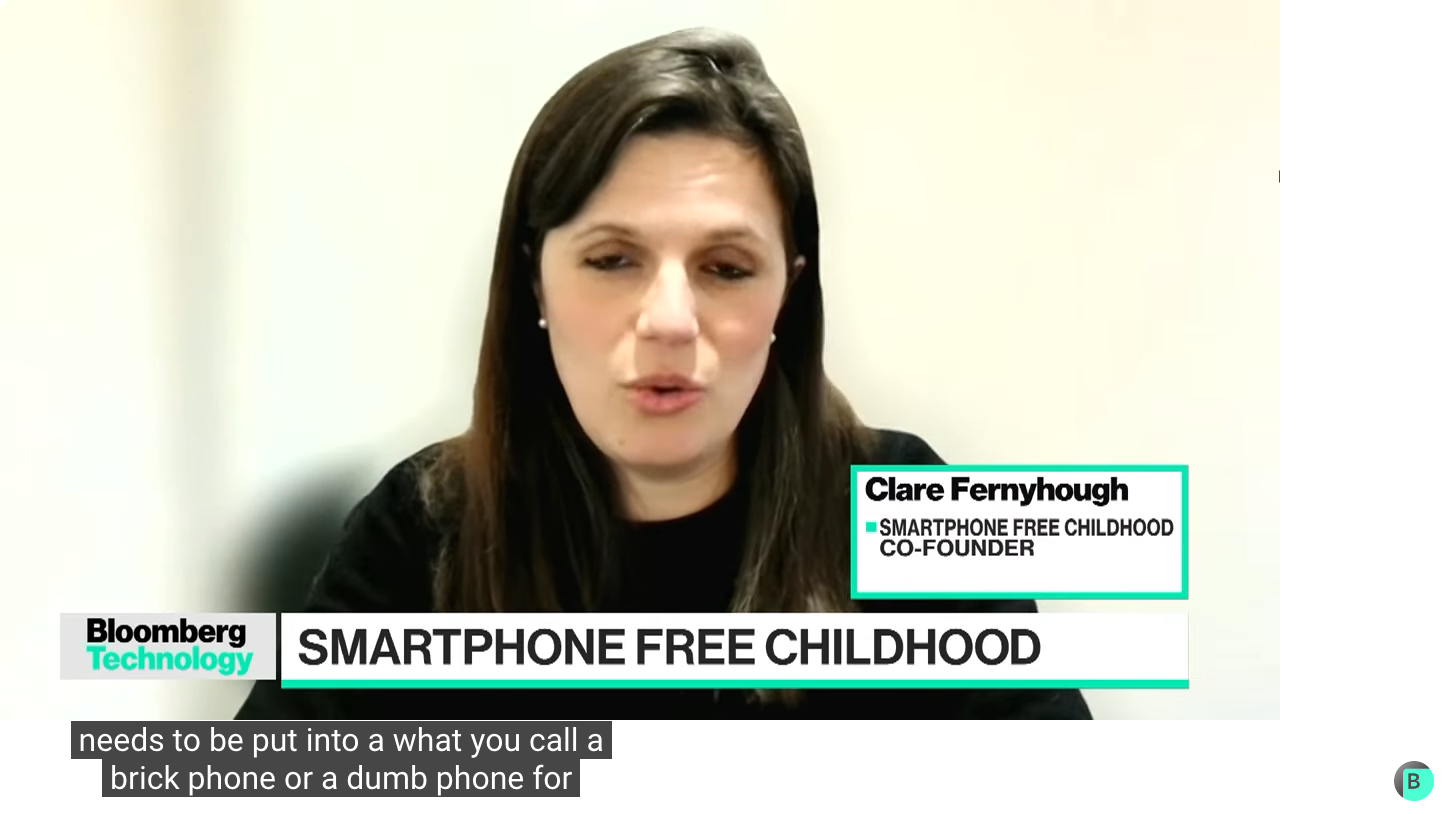 Clare Fernyhough
SMARTPHONE FREE CHILDHOOD
CO-FOUNDER
Bloomberg
Technology
SMARTPHONE FREE CHILDHOOD
needs to be put into a what you call a
brick phone or a dumb phone for
B